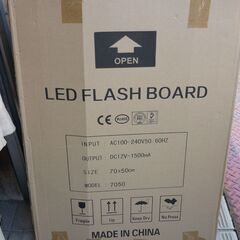 OPEN
LED FLASH BOARD
CE RoHS
INPUT AC100-240V50 60HZ
OUTPUT DC12V-1500mA
SIZE 70×50cm
MODEL 7050
Fragile Up Keep Dry No Press
MADE IN CHINA